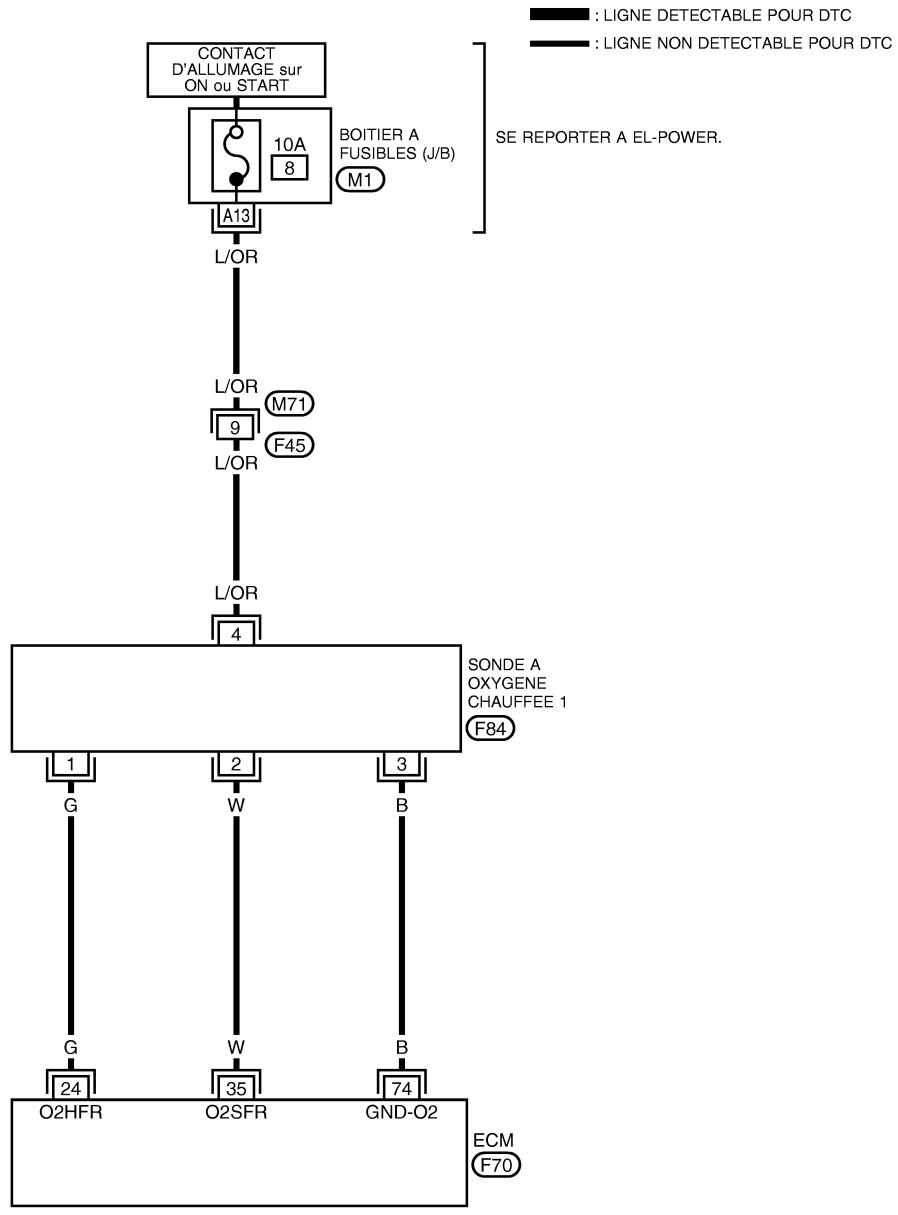 : LIGNE DETECTABLE POUR DTC
: LIGNE NON DETECTABLE POUR DTC
CONTACT
D'ALLUMAGE sur
ON ou START
SE REPORTER A EL-POWER.
10A
8
BOITIER A
FUSIBLES (J/B)
M1
A13
L/OR
L/OR
M71
9
F45
L/OR
L/OR
4
SONDE A
OXYGENE
CHAUFFEE 1
F84
1 2 3
G W B
G W B
24 35 74
O2HFR O2SFR GND-O2
ECM
F70